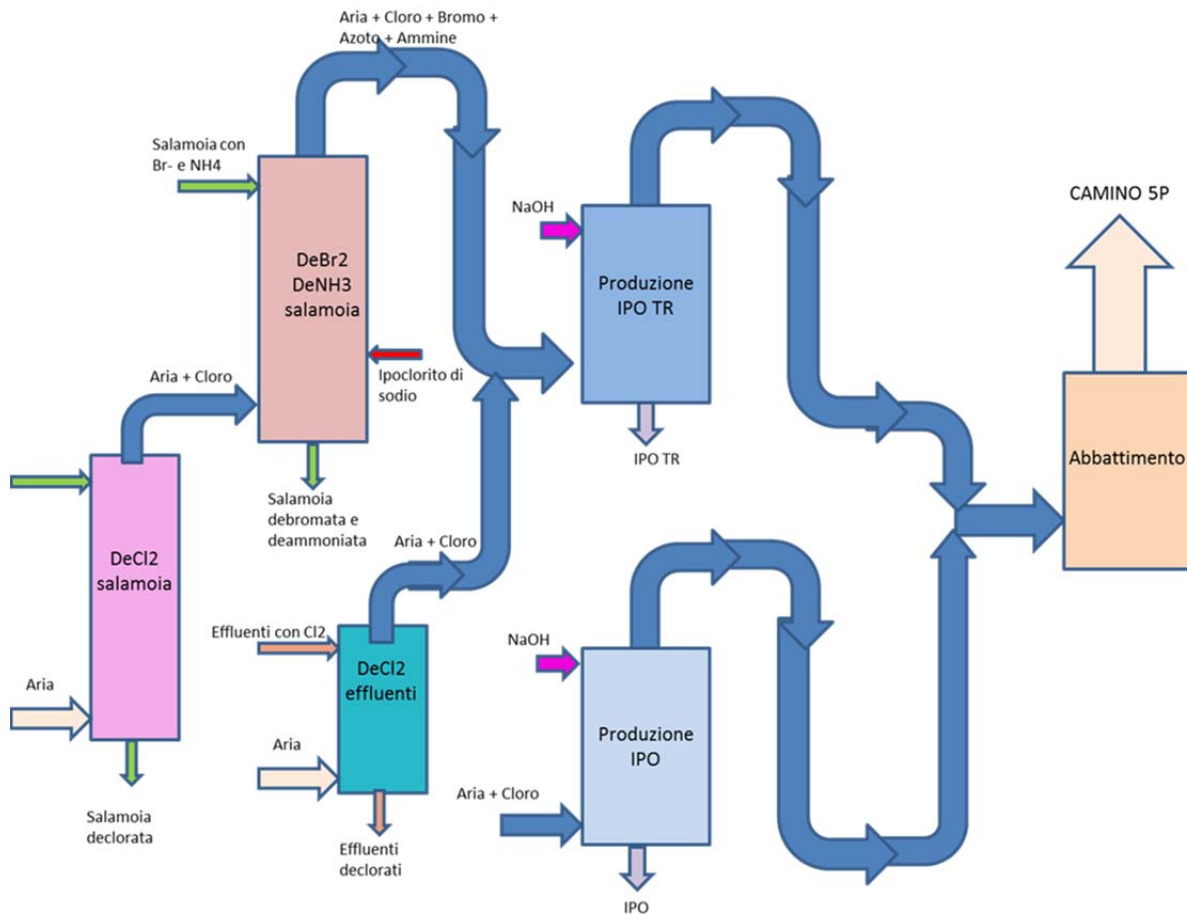 Aria + Cloro + Bromo +
Azoto + Ammine
Salamoia con
Br- e NH4
DeBr2
DeNH3
salamoia
Ipoclorito di
sodio
Salamoia
debromata e
deammoniata
Aria + Cloro
DeCl2
salamoia
Aria
Salamoia
declorata
Aria + Cloro
Effluenti con Cl2
DeCl2
effluenti
Aria
Effluenti
declorati
NaOH
Produzione
IPO TR
IPO TR
NaOH
Produzione
IPO
Aria + Cloro
IPO
CAMINO 5P
Abbattimento